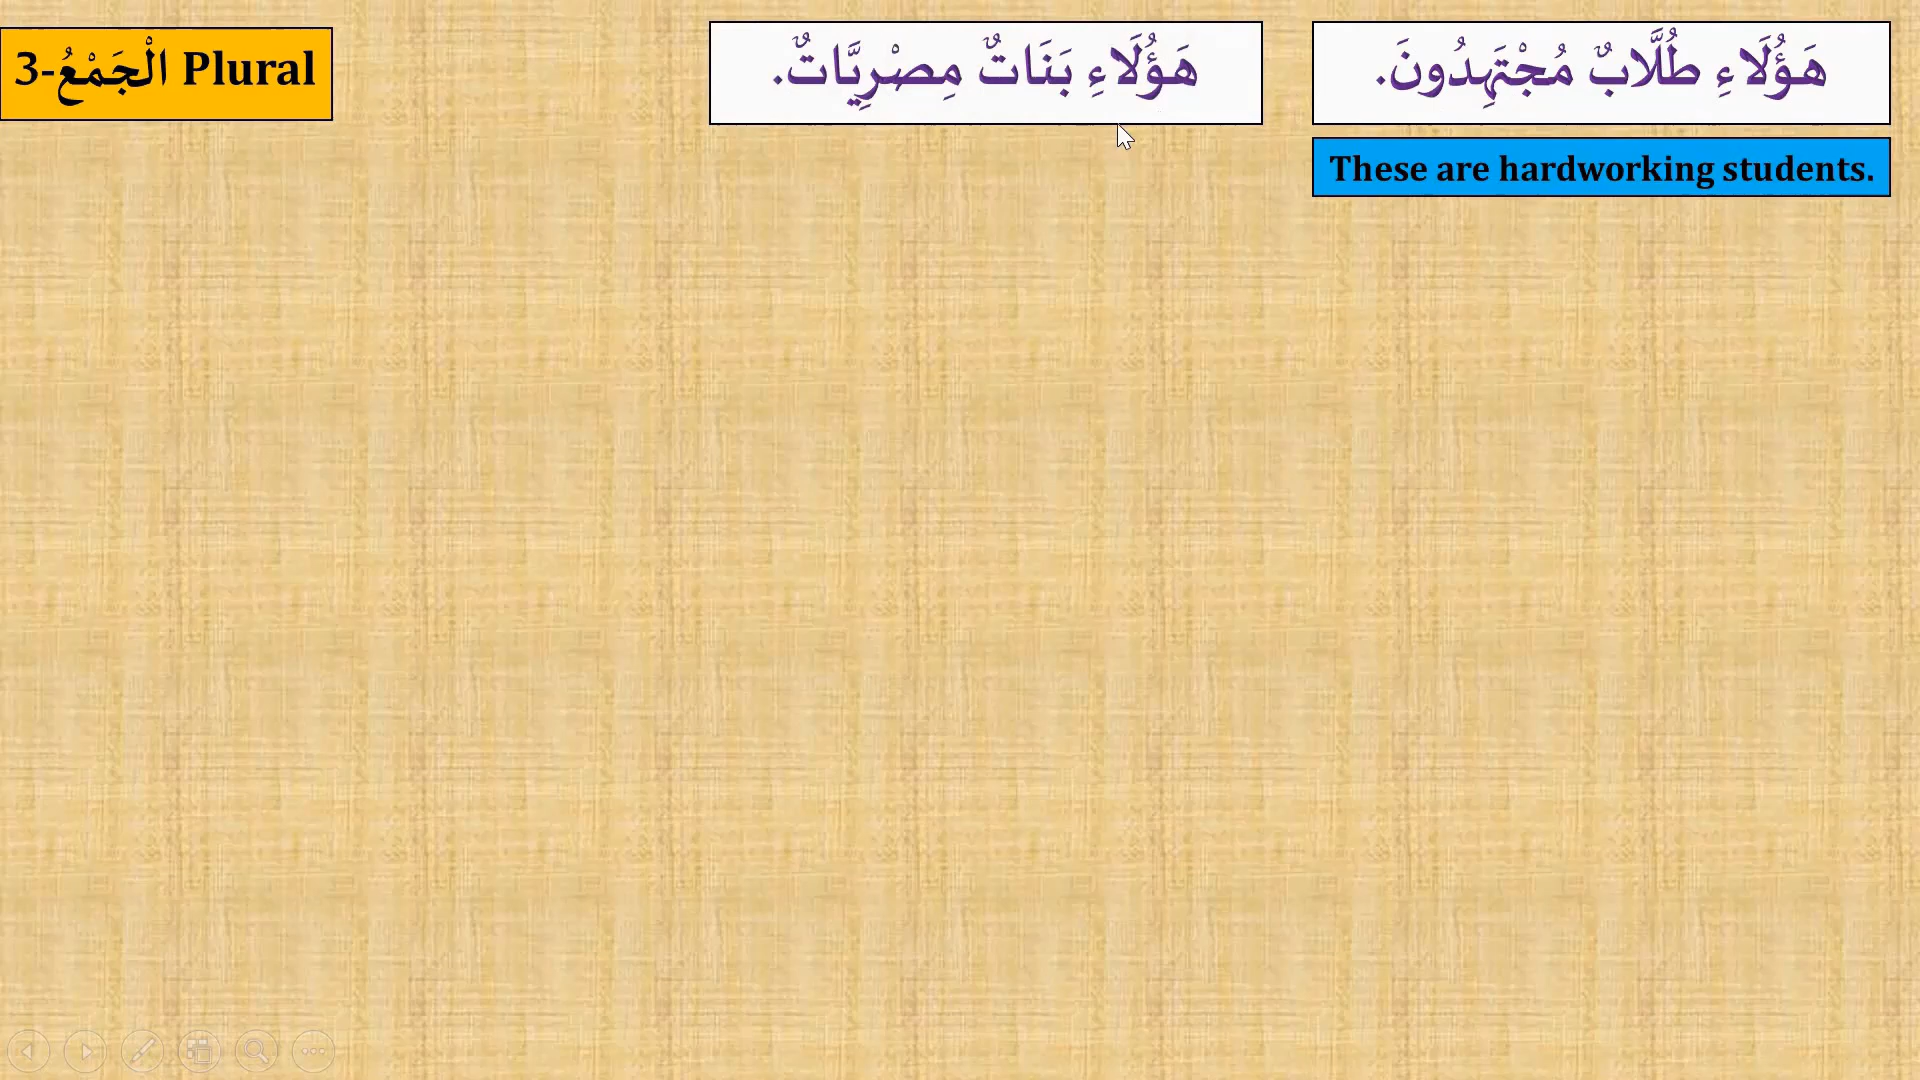 3-الْجَمْعُ Plural
هَؤُلَاءِ طُلَّابٌ مُجْتَهِدُونَ.
These are hardworking students.
هَؤُلَاءِ بَنَاتٌ مِصْرِيَّاتٌ.